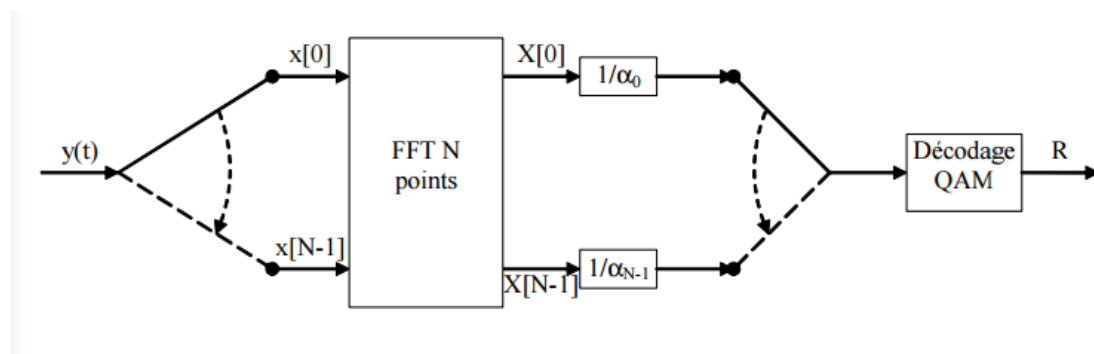 y(t)
x[0]
x[N-1]
FFT N
points
X[0]
X[N-1]
1/α₀
1/αN-1
Décodage
QAM
R